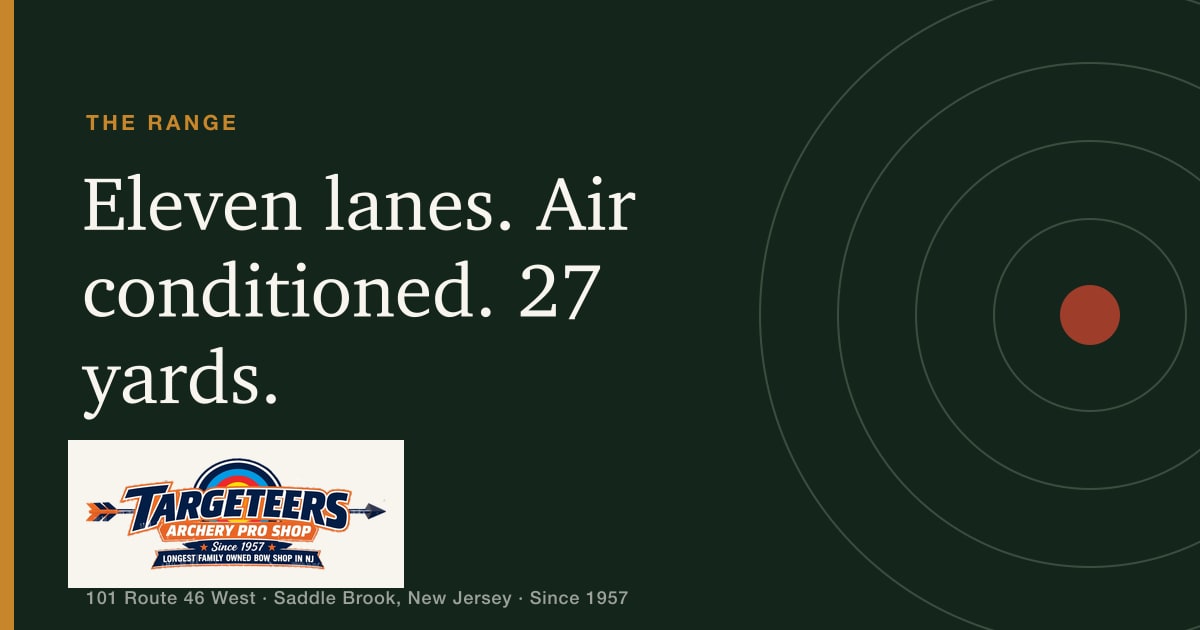 THE RANGE
Eleven lanes. Air
conditioned. 27
yards.
TARGETEERS
ARCHERY PRO SHOP
Since 1957
LONGEST FAMILY OWNED BOW SHOP IN NJ
101 Route 46 West · Saddle Brook, New Jersey · Since 1957